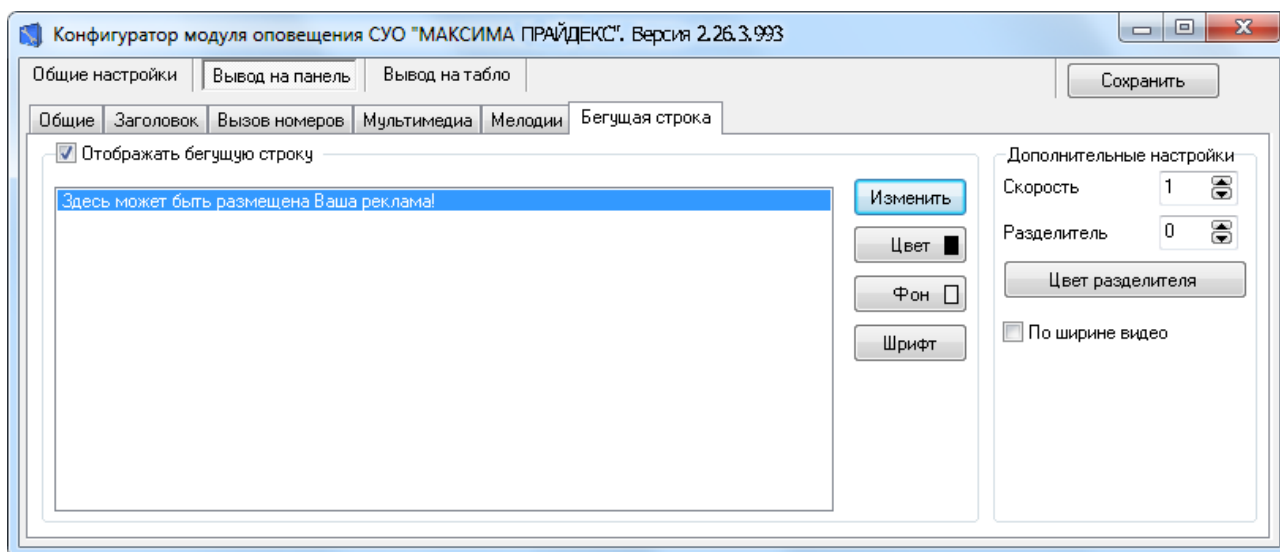 Конфигуратор модуля оповещения СУО "МАКСИМА ПРАЙДЕКС". Версия 2.26.3.993
Общие настройки Вывод на панель Вывод на табло Сохранить
Общие Заголовок Вызов номеров Мультимедиа Мелодии Бегущая строка
Отображать бегущую строку
Здесь может быть размещена Ваша реклама!
Изменить
Цвет
Фон
Шрифт
Дополнительные настройки
Скорость 1
Разделитель 0
Цвет разделителя
По ширине видео